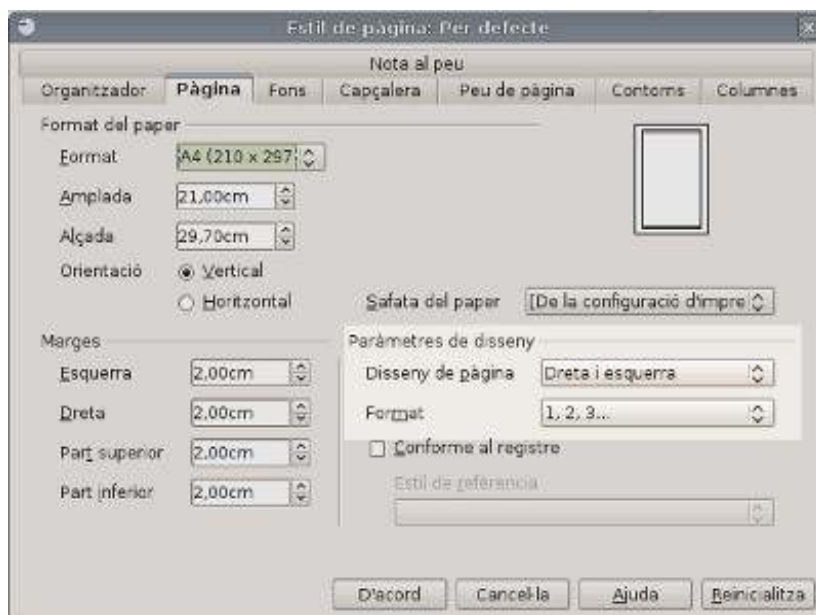 Estil de pàgina: Per defecte
Nota al peu
Organitzador Pàgina Fons Capçalera Peu de pàgina Contorns Columnes
Format del paper
Format A4 (210 x 297
Amplada 21,00cm
Alçada 29,70cm
Orientació Vertical
Horitzontal Safata del paper [De la configuració d'impre
Marges Paràmetres de disseny
Esquerra 2,00cm Disseny de pàgina Dreta i esquerra
Dreta 2,00cm Format 1, 2, 3...
Part superior 2,00cm Conforme al registre
Part inferior 2,00cm Estil de referència
D'acord Cancel·la Ajuda Reinicialitza